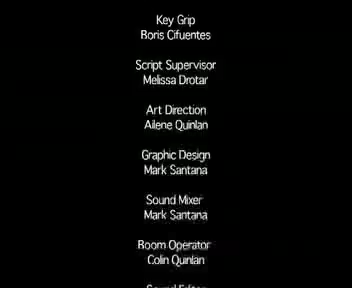 Key Grip
Boris Cifuentes
Script Supervisor
Melissa Drotar
Art Direction
Ailene Quinlan
Graphic Design
Mark Santana
Sound Mixer
Mark Santana
Boom Operator
Colin Quinlan
Sound Editor